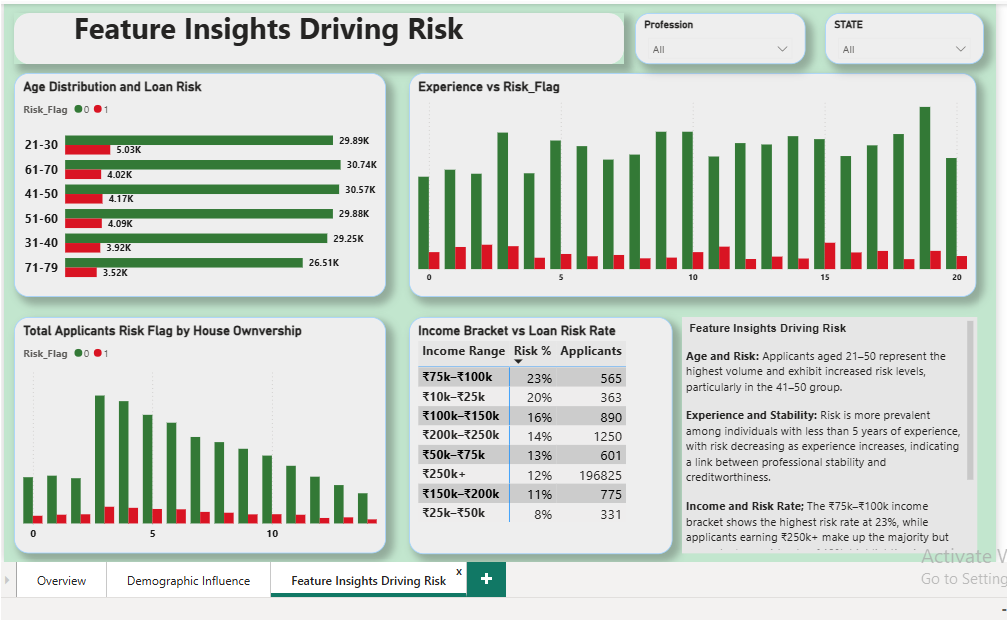 Feature Insights Driving Risk
Profession
All
STATE
All
Age Distribution and Loan Risk
Risk_Flag 0 1
21-30 29.89K
5.03K
61-70 30.74K
4.02K
41-50 30.57K
4.17K
51-60 29.88K
4.09K
31-40 29.25K
3.92K
71-79 26.51K
3.52K
Experience vs Risk_Flag
0 5 10 15 20
Total Applicants Risk Flag by House Ownvership
Risk_Flag 0 1
0 5 10
Income Bracket vs Loan Risk Rate
Income Range Risk % Applicants
₹75k–₹100k 23% 565
₹10k–₹25k 20% 363
₹100k–₹150k 16% 890
₹200k–₹250k 14% 1250
₹50k–₹75k 13% 601
₹250k+ 12% 196825
₹150k–₹200k 11% 775
₹25k–₹50k 8% 331
Feature Insights Driving Risk
Age and Risk: Applicants aged 21–50 represent the
highest volume and exhibit increased risk levels,
particularly in the 41–50 group.
Experience and Stability: Risk is more prevalent
among individuals with less than 5 years of experience,
with risk decreasing as experience increases, indicating
a link between professional stability and
creditworthiness.
Income and Risk Rate; The ₹75k–₹100k income
bracket shows the highest risk rate at 23%, while
applicants earning ₹250k+ make up the majority but
Activate W
Go to Setting
Overview
Demographic Influence
Feature Insights Driving Risk x
+